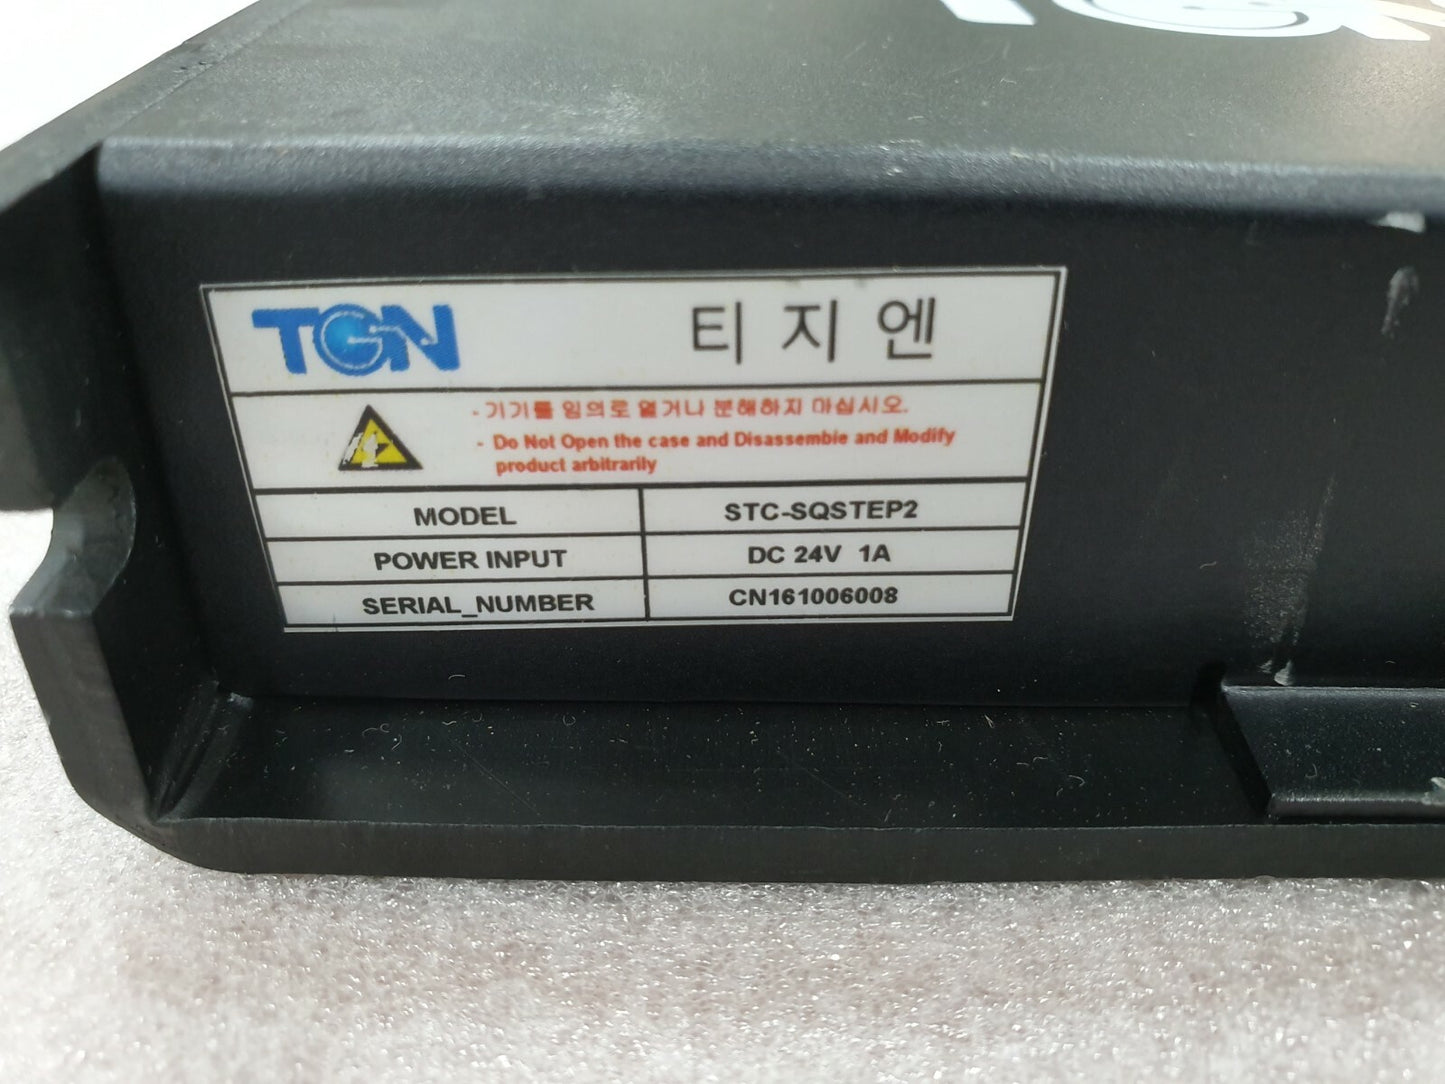 TGN 티지엔
- 기기를 임의로 열거나 분해하지 마십시오.
- Do Not Open the case and Disassemble and Modify
product arbitrarily
MODEL STC-SQSTEP2
POWER INPUT DC 24V 1A
SERIAL_NUMBER CN161006008